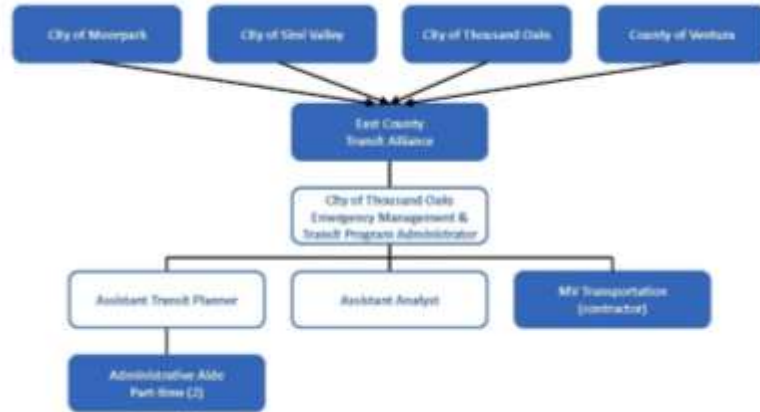 City of Moorpark
City of Simi Valley
City of Thousand Oaks
County of Ventura
East County
Transit Alliance
City of Thousand Oaks
Emergency Management &
Transit Program Administrator
Assistant Transit Planner
Assistant Analyst
MV Transportation
(contractor)
Administrative Aide
Part-time (2)